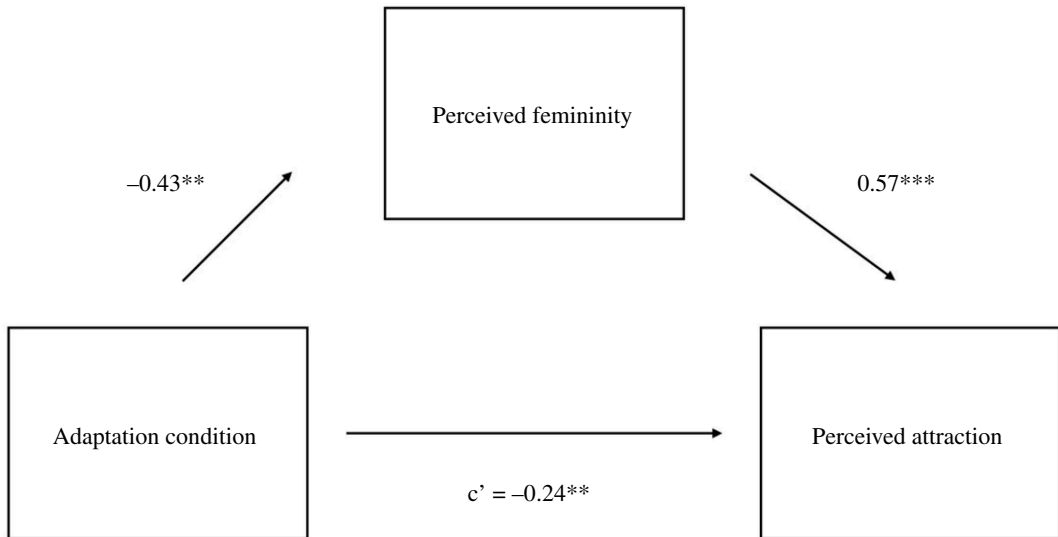 Perceived femininity
–0.43**
0.57***
Adaptation condition
Perceived attraction
c’ = –0.24**